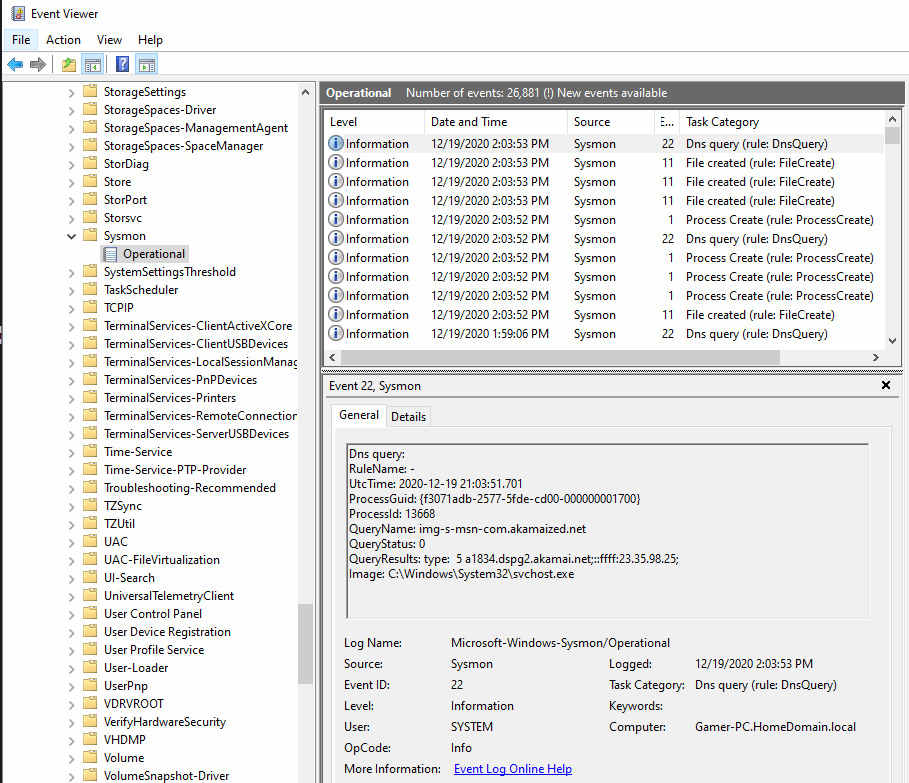 Event Viewer
File Action View Help
StorageSettings
StorageSpaces-Driver
StorageSpaces-ManagementAgent
StorageSpaces-SpaceManager
StorDiag
Store
StorPort
Storsvc
Sysmon
Operational
SystemSettingsThreshold
TaskScheduler
TCPIP
TerminalServices-ClientActiveXCore
TerminalServices-ClientUSBDevices
TerminalServices-LocalSessionManag
TerminalServices-PnPDevices
TerminalServices-Printers
TerminalServices-RemoteConnection
TerminalServices-ServerUSBDevices
Time-Service
Time-Service-PTP-Provider
Troubleshooting-Recommended
TZSync
TZUtil
UAC
UAC-FileVirtualization
UI-Search
UniversalTelemetryClient
User Control Panel
User Device Registration
User Profile Service
User-Loader
UserPnp
VDRVROOT
VerifyHardwareSecurity
VHDMP
Volume
VolumeSnapshot-Driver
Operational Number of events: 26,881 (!) New events available
Level Date and Time Source E... Task Category
Information 12/19/2020 2:03:53 PM Sysmon 22 Dns query (rule: DnsQuery)
Information 12/19/2020 2:03:53 PM Sysmon 11 File created (rule: FileCreate)
Information 12/19/2020 2:03:53 PM Sysmon 11 File created (rule: FileCreate)
Information 12/19/2020 2:03:53 PM Sysmon 11 File created (rule: FileCreate)
Information 12/19/2020 2:03:52 PM Sysmon 1 Process Create (rule: ProcessCreate)
Information 12/19/2020 2:03:52 PM Sysmon 22 Dns query (rule: DnsQuery)
Information 12/19/2020 2:03:52 PM Sysmon 1 Process Create (rule: ProcessCreate)
Information 12/19/2020 2:03:52 PM Sysmon 1 Process Create (rule: ProcessCreate)
Information 12/19/2020 2:03:52 PM Sysmon 1 Process Create (rule: ProcessCreate)
Information 12/19/2020 2:03:52 PM Sysmon 11 File created (rule: FileCreate)
Information 12/19/2020 1:59:06 PM Sysmon 22 Dns query (rule: DnsQuery)
Event 22, Sysmon
General Details
Dns query:
RuleName: -
UtcTime: 2020-12-19 21:03:51.701
ProcessGuid: {f3071adb-2577-5fde-cd00-000000001700}
ProcessId: 13668
QueryName: img-s-msn-com.akamaized.net
QueryStatus: 0
QueryResults: type:  5 a1834.dspg2.akamai.net;::ffff:23.35.98.25;
Image: C:\Windows\System32\svchost.exe
Log Name: Microsoft-Windows-Sysmon/Operational
Source: Sysmon Logged: 12/19/2020 2:03:53 PM
Event ID: 22 Task Category: Dns query (rule: DnsQuery)
Level: Information Keywords:
User: SYSTEM Computer: Gamer-PC.HomeDomain.local
OpCode: Info
More Information: Event Log Online Help